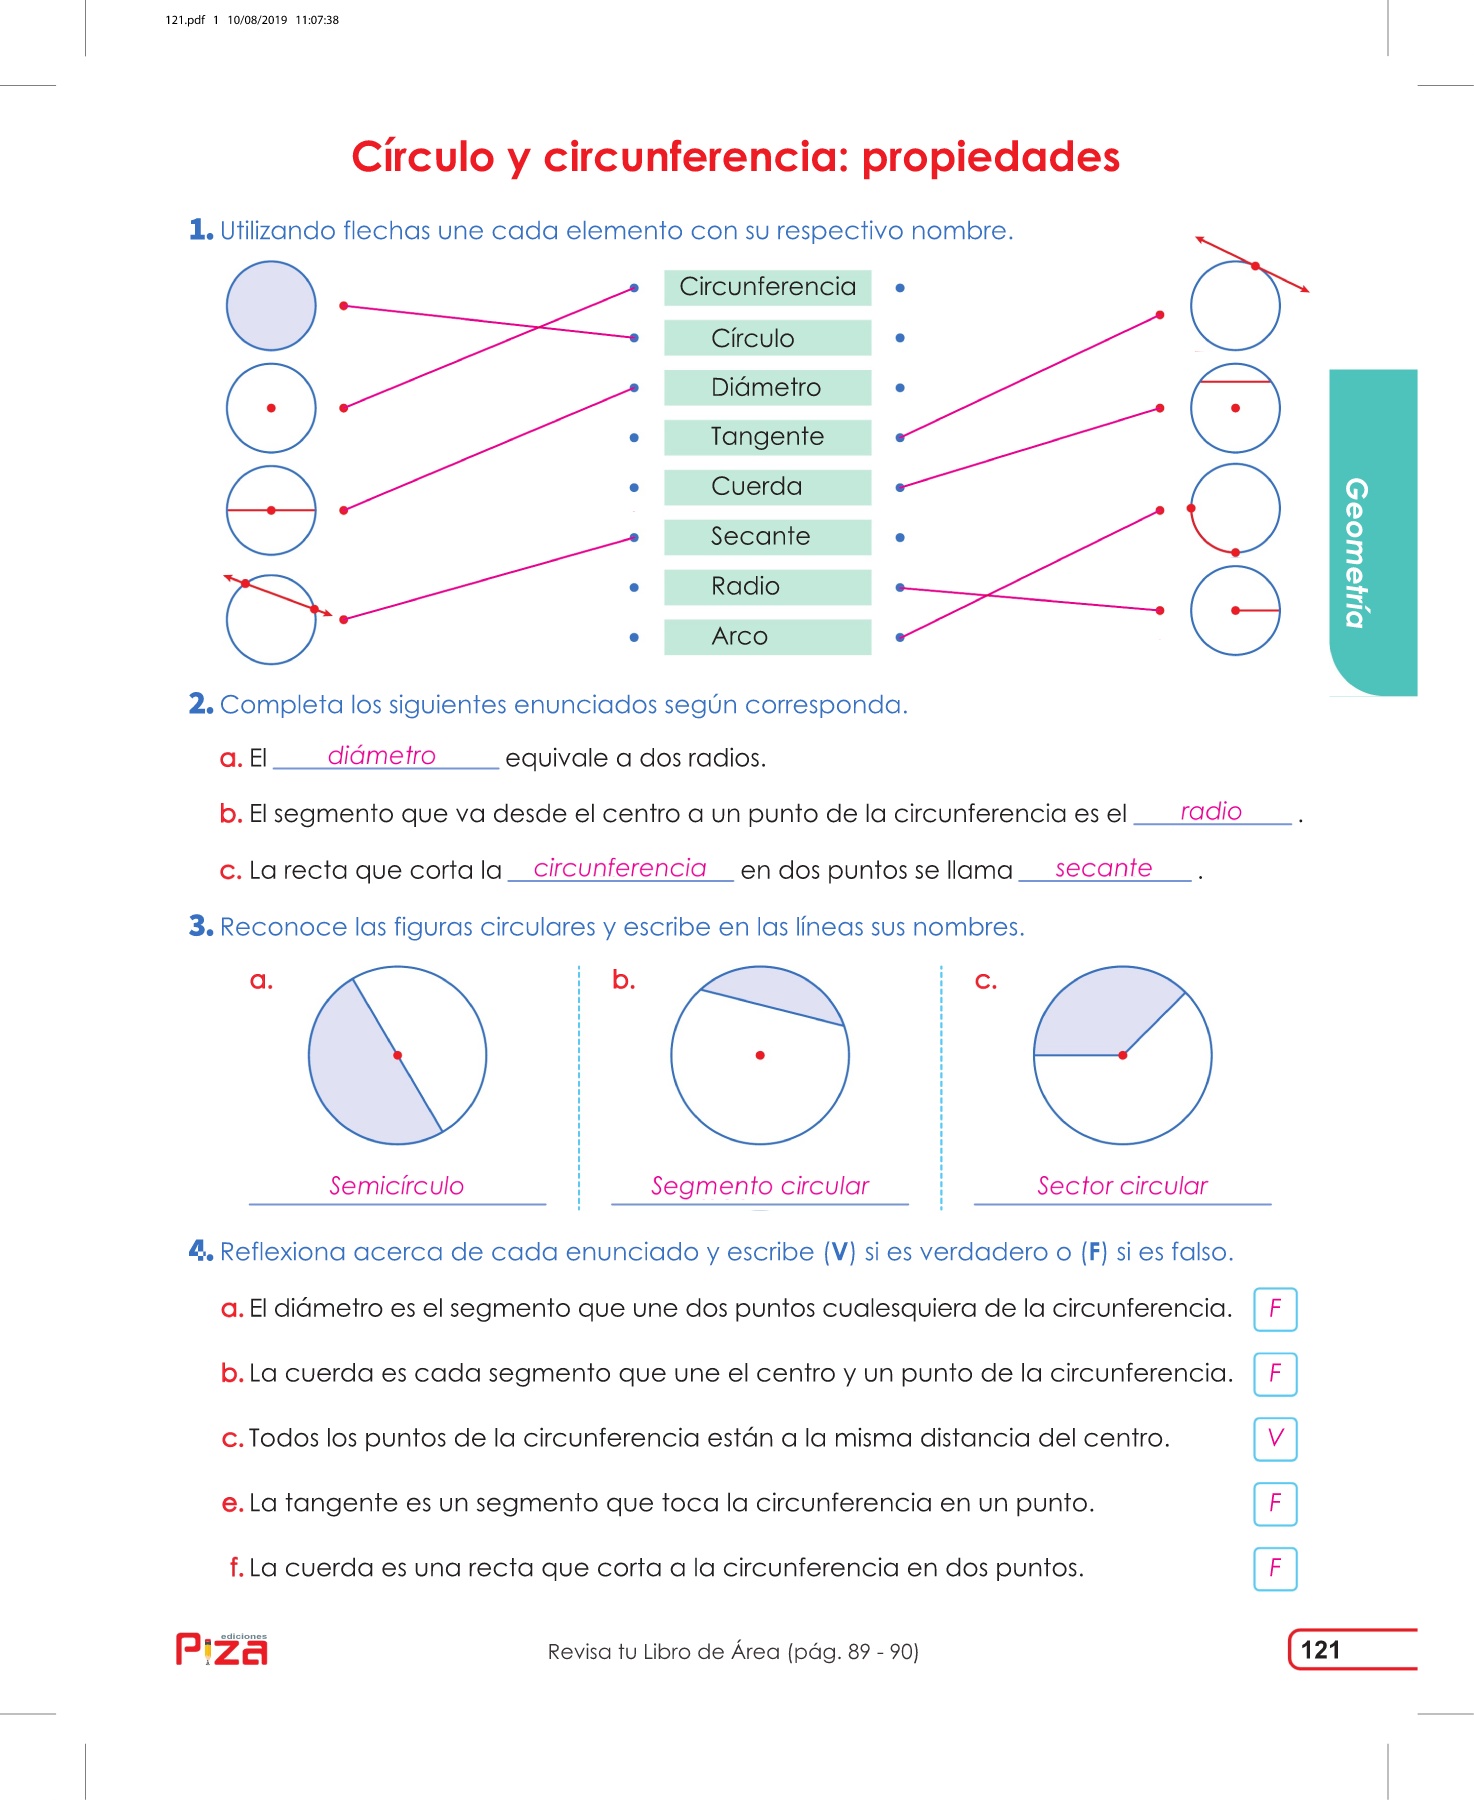 121.pdf 1 10/08/2019 11:07:38
Círculo y circunferencia: propiedades
1. Utilizando flechas une cada elemento con su respectivo nombre.
Circunferencia
Círculo
Diámetro
Tangente
Cuerda
Secante
Radio
Arco
Geometría
2. Completa los siguientes enunciados según corresponda.
a. El diámetro equivale a dos radios.
b. El segmento que va desde el centro a un punto de la circunferencia es el radio .
c. La recta que corta la circunferencia en dos puntos se llama secante .
3. Reconoce las figuras circulares y escribe en las líneas sus nombres.
a. b. c.
Semicírculo Segmento circular Sector circular
4. Reflexiona acerca de cada enunciado y escribe (V) si es verdadero o (F) si es falso.
a. El diámetro es el segmento que une dos puntos cualesquiera de la circunferencia. F
b. La cuerda es cada segmento que une el centro y un punto de la circunferencia. F
c. Todos los puntos de la circunferencia están a la misma distancia del centro. V
e. La tangente es un segmento que toca la circunferencia en un punto. F
f. La cuerda es una recta que corta a la circunferencia en dos puntos. F
ediciones
Piza
Revisa tu Libro de Área (pág. 89 - 90)
121